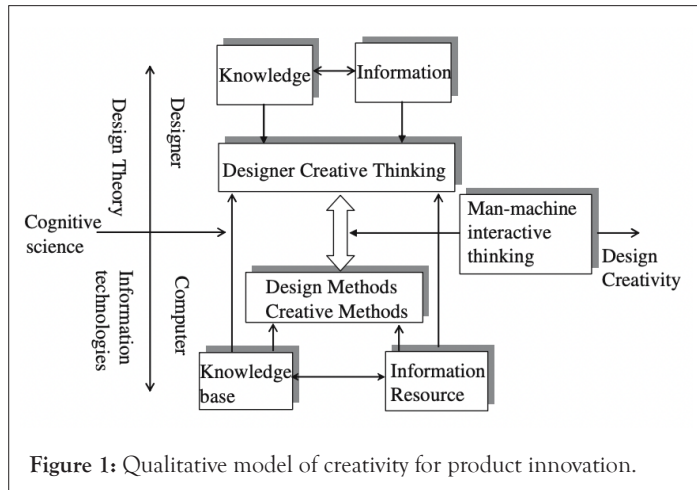 Knowledge
Information
Design Theory
Designer
Designer Creative Thinking
Cognitive
science
Man-machine
interactive
thinking
Design
Creativity
Information
technologies
Computer
Design Methods
Creative Methods
Knowledge
base
Information
Resource
Figure 1: Qualitative model of creativity for product innovation.